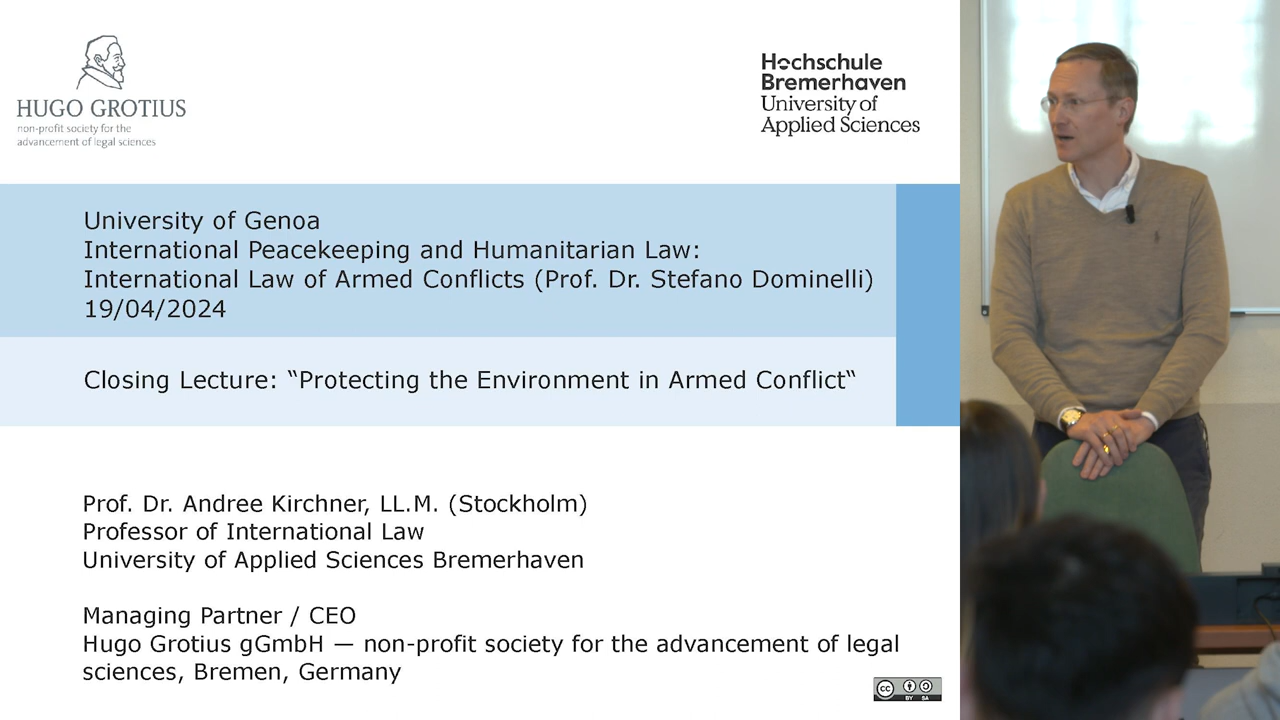 HUGO GROTIUS
non-profit society for the
advancement of legal sciences
Hochschule
Bremerhaven
University of
Applied Sciences
University of Genoa
International Peacekeeping and Humanitarian Law:
International Law of Armed Conflicts (Prof. Dr. Stefano Dominelli)
19/04/2024
Closing Lecture: “Protecting the Environment in Armed Conflict“
Prof. Dr. Andree Kirchner, LL.M. (Stockholm)
Professor of International Law
University of Applied Sciences Bremerhaven
Managing Partner / CEO
Hugo Grotius gGmbH — non-profit society for the advancement of legal
sciences, Bremen, Germany
cc
BY SA